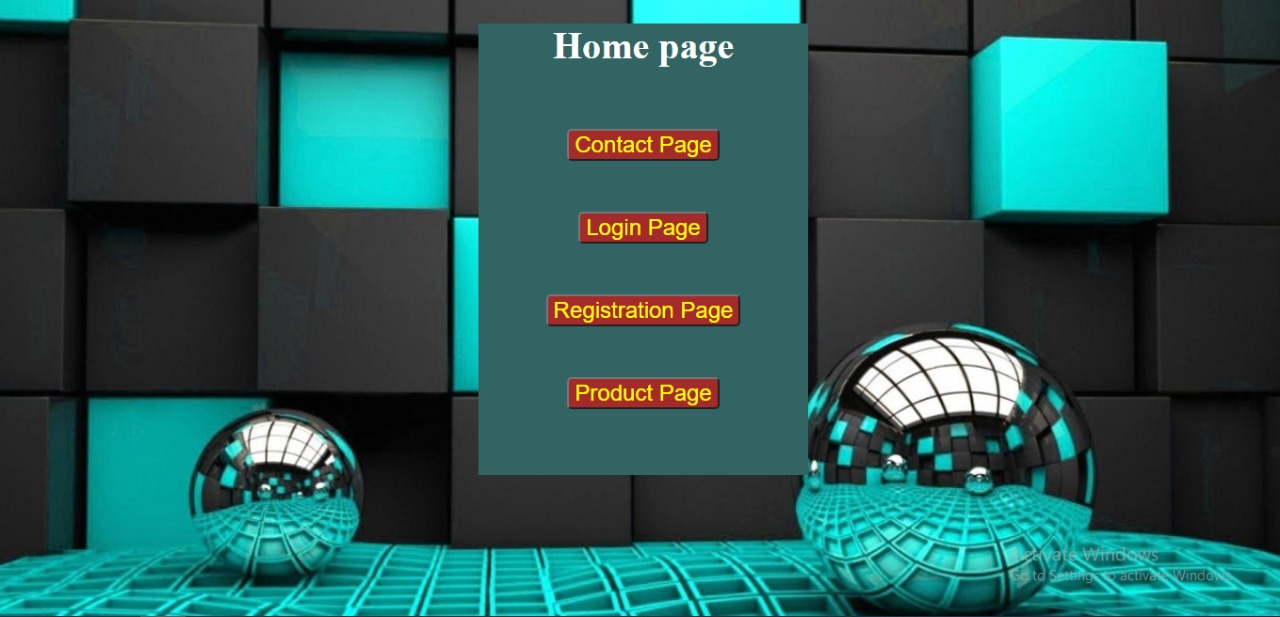 Home page
Contact Page
Login Page
Registration Page
Product Page
Activate Windows
Go to Settings to activate Windows.